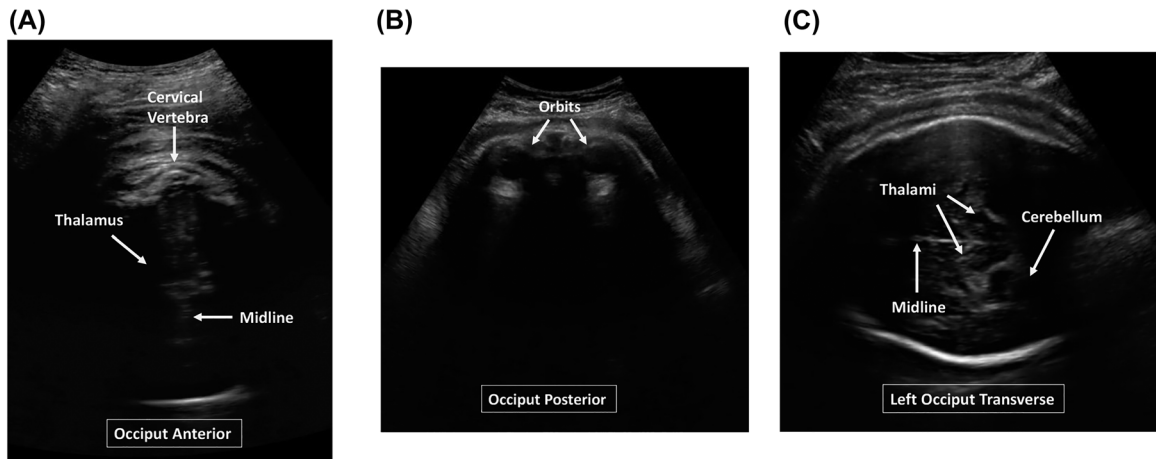 (A)
Cervical
Vertebra
Thalamus
Midline
Occiput Anterior
(B)
Orbits
Occiput Posterior
(C)
Thalami
Cerebellum
Midline
Left Occiput Transverse